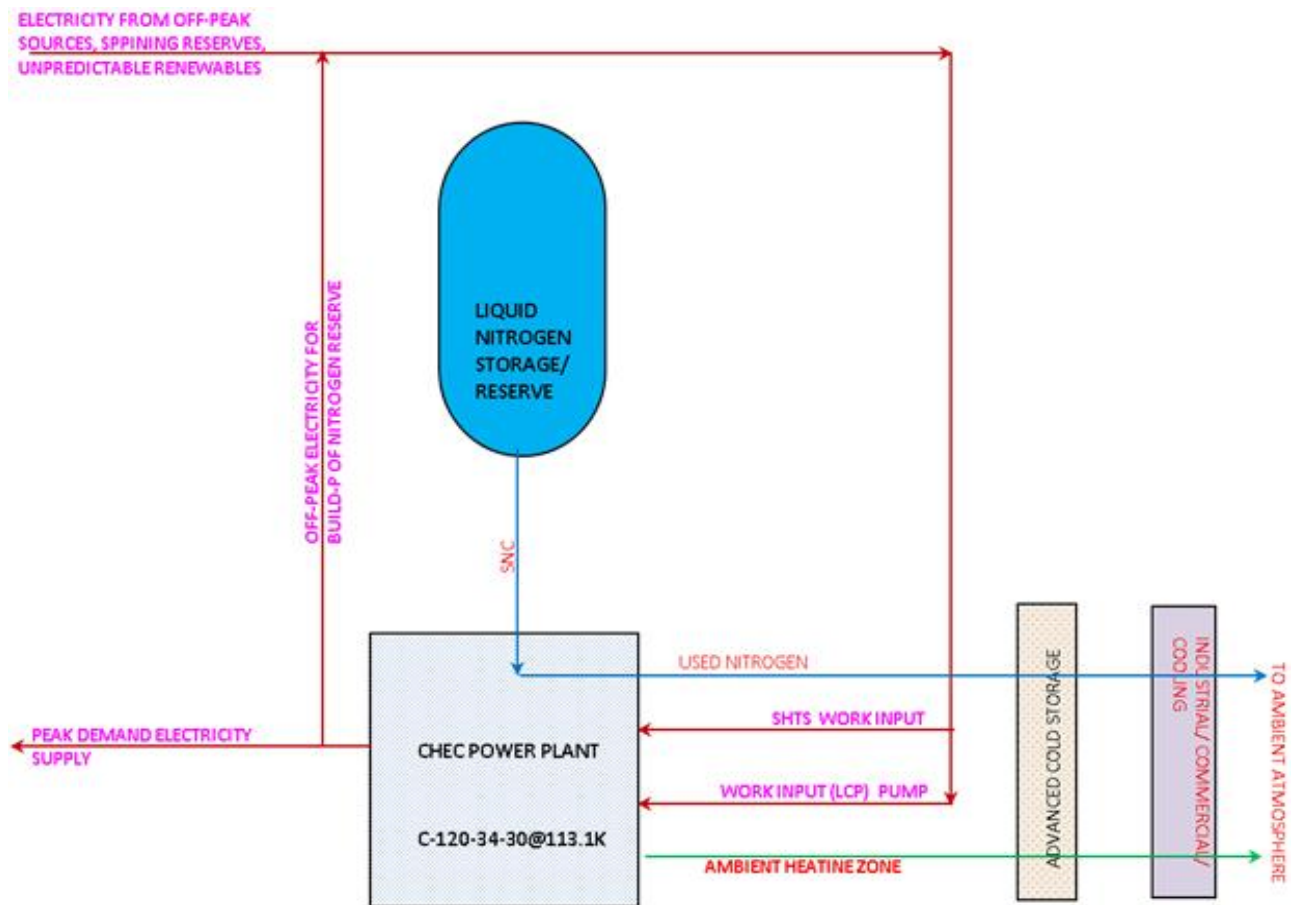 ELECTRICITY FROM OFF-PEAK
SOURCES, SPPINING RESERVES,
UNPREDICTABLE RENEWABLES
LIQUID
NITROGEN
STORAGE/
RESERVE
OFF-PEAK ELECTRICITY FOR
BUILD-P OF NITROGEN RESERVE
SNC
USED NITROGEN
SHTS WORK INPUT
PEAK DEMAND ELECTRICITY
SUPPLY
CHEC POWER PLANT
WORK INPUT (LCP) PUMP
C-120-34-30@113.1K
AMBIENT HEATINE ZONE
ADVANCED COLD STORAGE
INDUSTRIAL/ COMMERCIAL/
COOLING
TO AMBIENT ATMOSPHERE